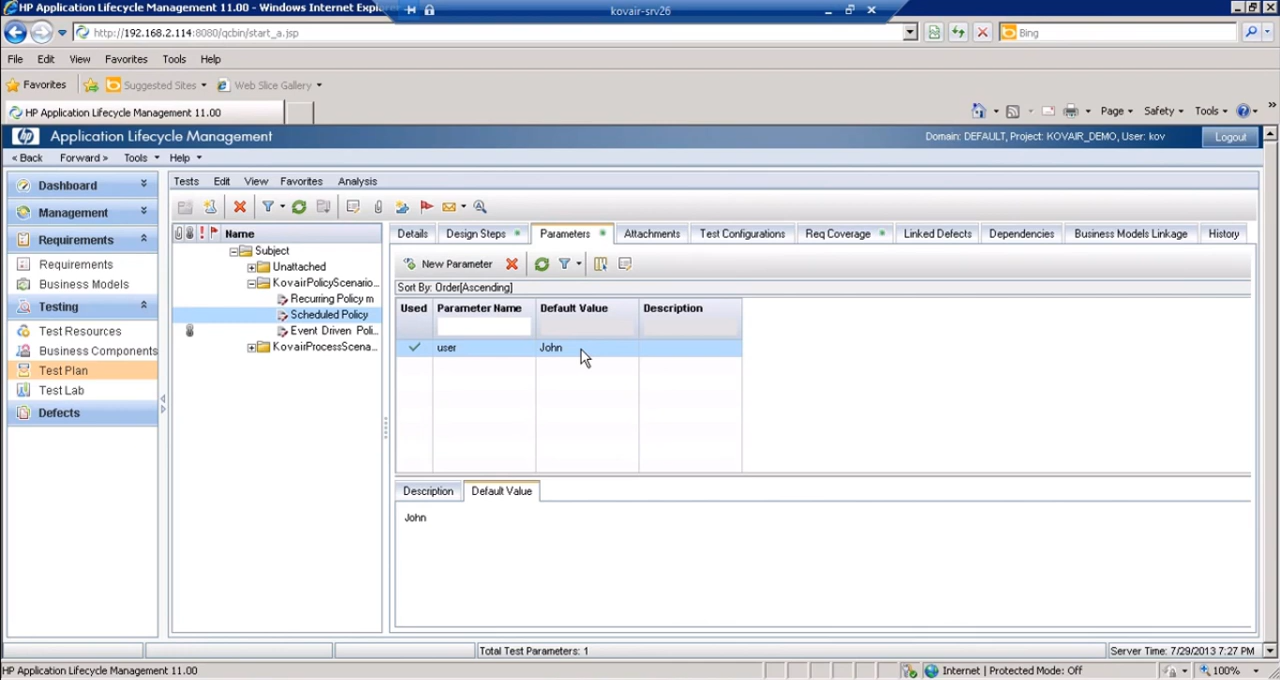 HP Application Lifecycle Management 11.00 - Windows Internet Explo
kovair-srv26
http://192.168.2.114:8080/qcbin/start_a.jsp
Bing
File Edit View Favorites Tools Help
Favorites Suggested Sites Web Slice Gallery
HP Application Lifecycle Management 11.00
Page Safety Tools
hp Application Lifecycle Management
Domain: DEFAULT, Project: KOVAIR_DEMO, User: kov
Logout
< Back Forward > Tools Help
Dashboard
Management
Requirements
Requirements
Business Models
Testing
Test Resources
Business Components
Test Plan
Test Lab
Defects
Tests Edit View Favorites Analysis
Name
Subject
Unattached
KovairPolicyScenario...
Recurring Policy m
Scheduled Policy
Event Driven Poli...
KovairProcessScena...
Details Design Steps Parameters Attachments Test Configurations Req Coverage Linked Defects Dependencies Business Models Linkage History
New Parameter
Sort By: Order[Ascending]
Used Parameter Name Default Value Description
user John
Description Default Value
John
Total Test Parameters: 1
Server Time: 7/29/2013 7:27 PM
HP Application Lifecycle Management 11.00
Internet | Protected Mode: Off
100%